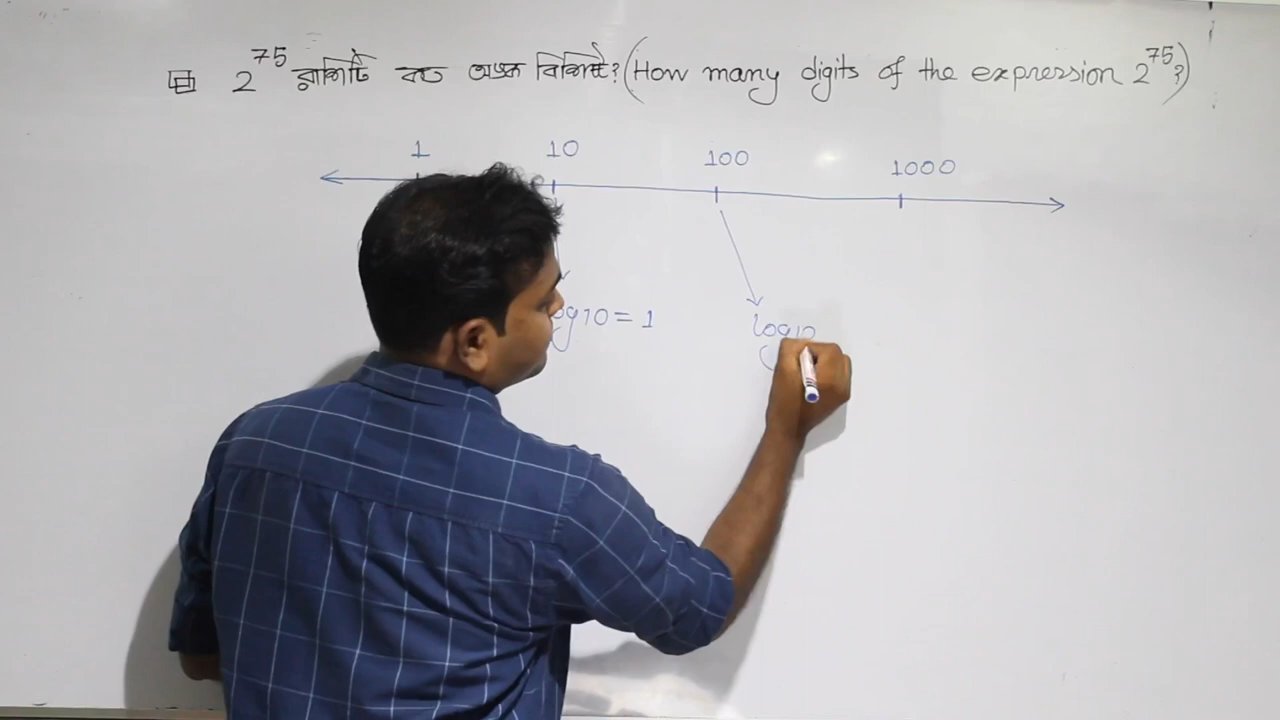 2^75 রাশিটি কত অঙ্ক বিশিষ্ট? (How many digits of the expression 2^75?)
1 10 100 1000
log10 = 1 log10